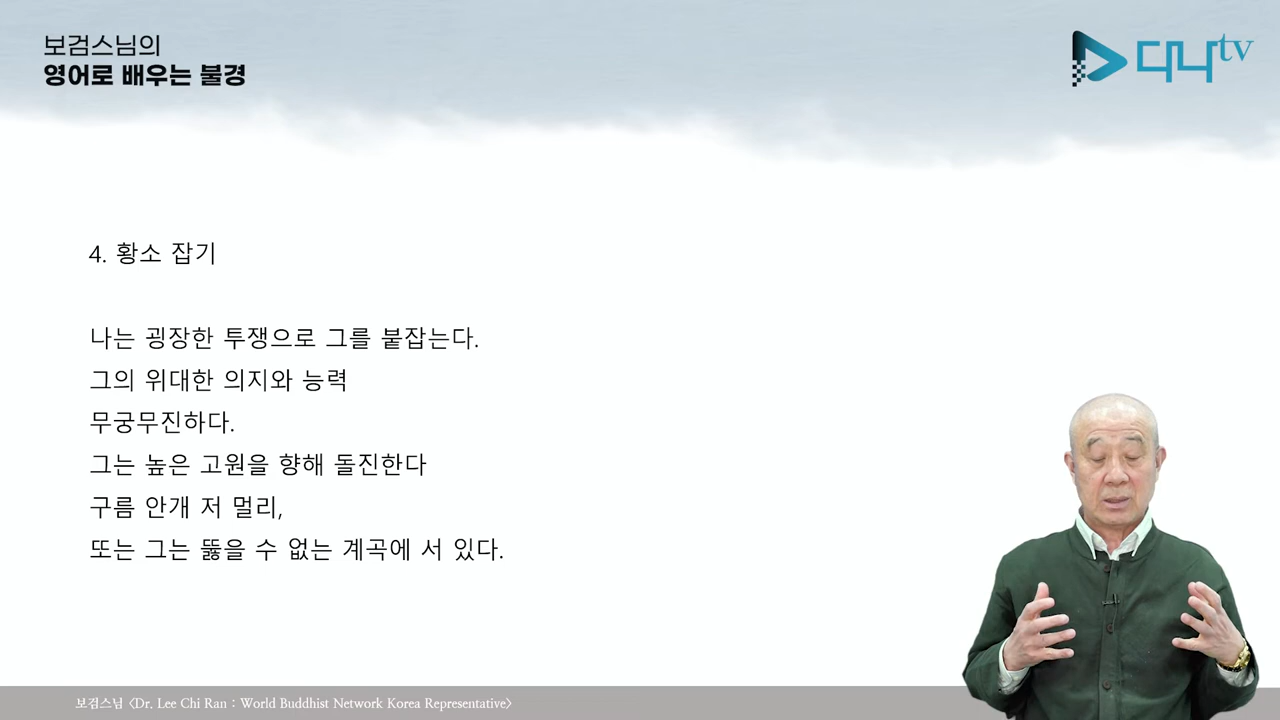 보검스님의
영어로 배우는 불경
디나tv
4. 황소 잡기
나는 굉장한 투쟁으로 그를 붙잡는다.
그의 위대한 의지와 능력
무궁무진하다.
그는 높은 고원을 향해 돌진한다
구름 안개 저 멀리,
또는 그는 뚫을 수 없는 계곡에 서 있다.
보검스님 <Dr. Lee Chi Ran : World Buddhist Network Korea Representative>